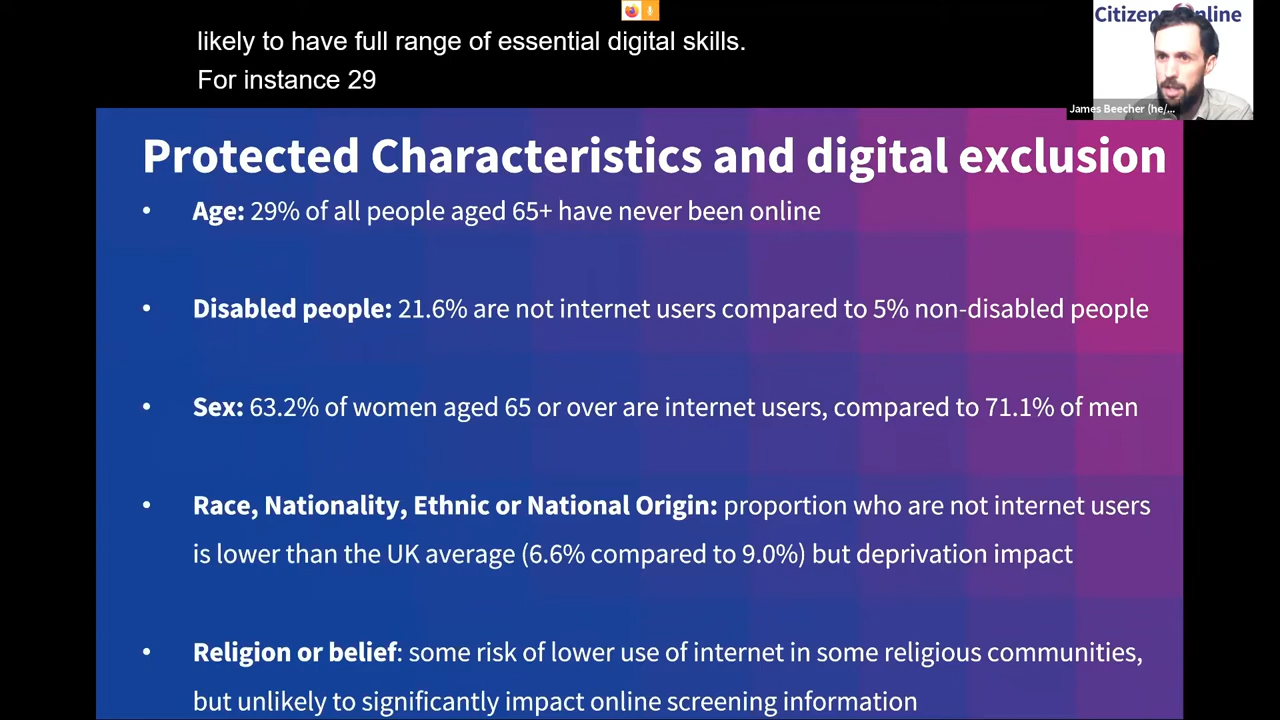 likely to have full range of essential digital skills.
For instance 29
Citizens Online
James Beecher (he/...
Protected Characteristics and digital exclusion
• Age: 29% of all people aged 65+ have never been online
• Disabled people: 21.6% are not internet users compared to 5% non-disabled people
• Sex: 63.2% of women aged 65 or over are internet users, compared to 71.1% of men
• Race, Nationality, Ethnic or National Origin: proportion who are not internet users
is lower than the UK average (6.6% compared to 9.0%) but deprivation impact
• Religion or belief: some risk of lower use of internet in some religious communities,
but unlikely to significantly impact online screening information